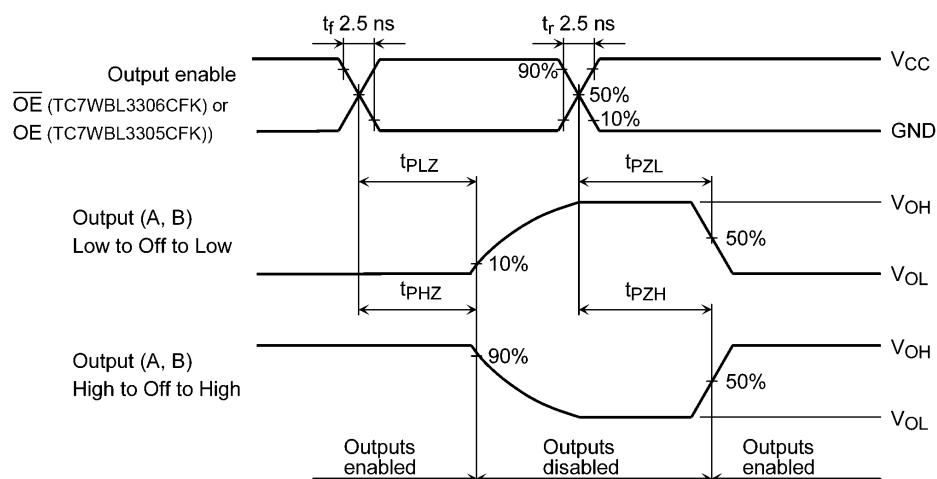 tf 2.5 ns
tr 2.5 ns
Output enable
OE (TC7WBL3306CFK) or
OE (TC7WBL3305CFK))
90%
50%
10%
VCC
GND
tPLZ
tPZL
Output (A, B)
Low to Off to Low
10%
50%
VOH
VOL
tPHZ
tPZH
Output (A, B)
High to Off to High
90%
50%
VOH
VOL
Outputs
enabled
Outputs
disabled
Outputs
enabled